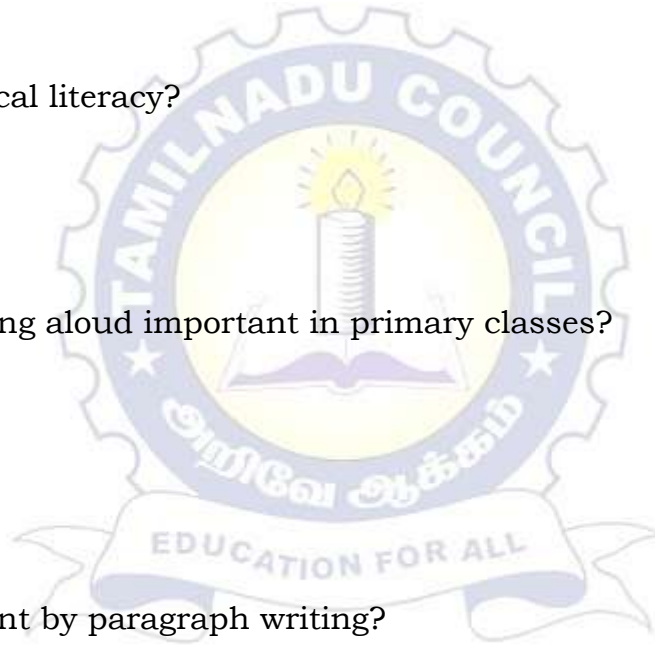 cal literacy?
TAMILNADU COUNCIL
ng aloud important in primary classes?
அறிவே ஆக்கம்
EDUCATION FOR ALL
nt by paragraph writing?